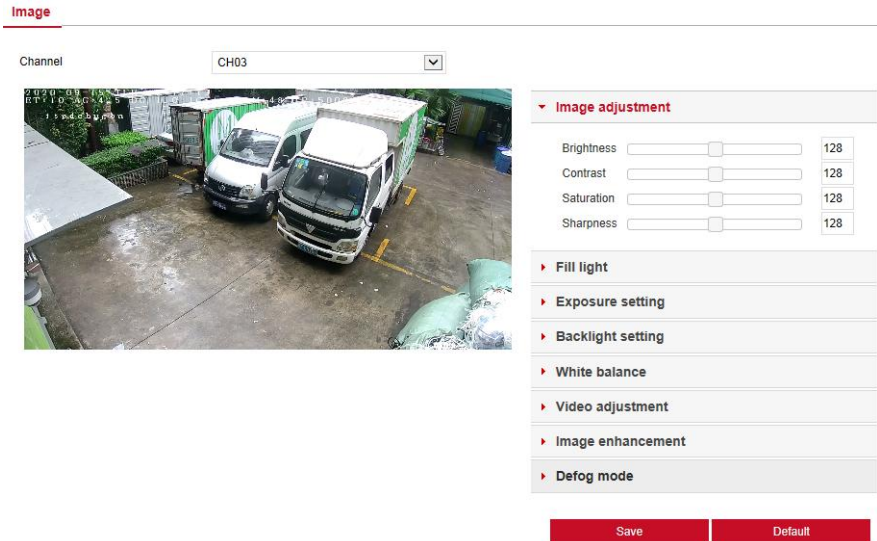 Image
Channel
CH03
Image adjustment
Brightness
128
Contrast
128
Saturation
128
Sharpness
128
Fill light
Exposure setting
Backlight setting
White balance
Video adjustment
Image enhancement
Defog mode
Save
Default